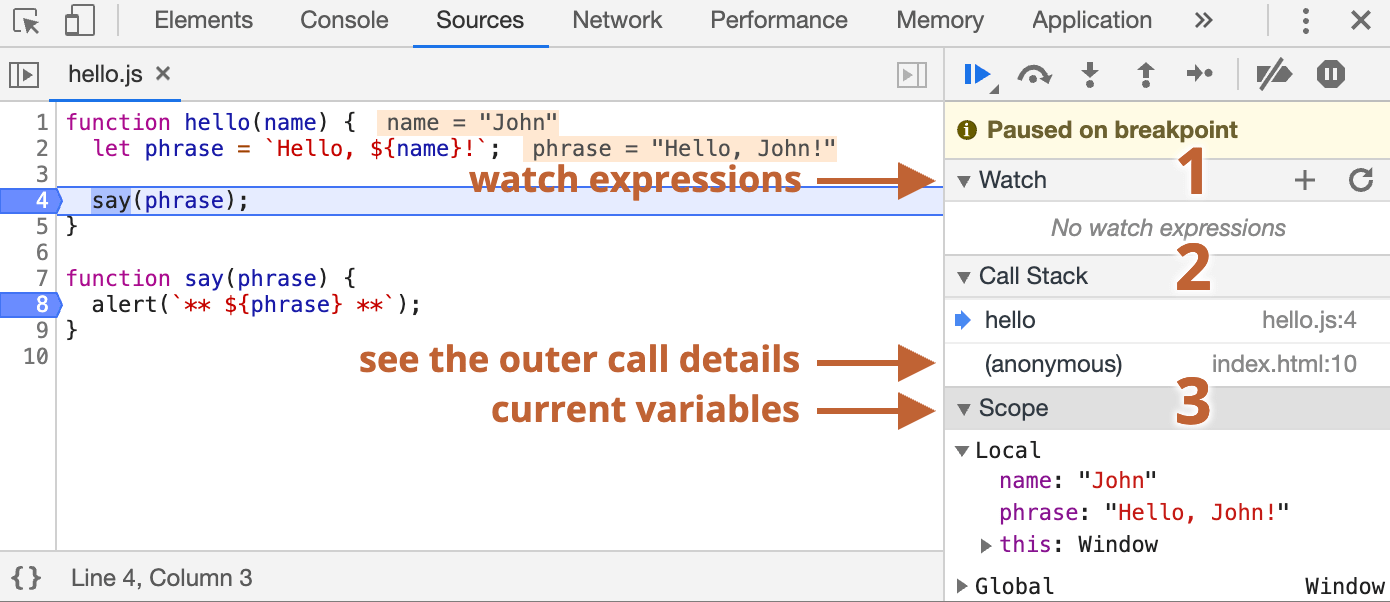 Elements Console Sources Network Performance Memory Application »
hello.js ×
Paused on breakpoint
1 function hello(name) { name = "John"
2 let phrase = `Hello, ${name}!`; phrase = "Hello, John!"
3
4 say(phrase);
5 }
6
7 function say(phrase) {
8 alert(`** ${phrase} **`);
9 }
10
watch expressions
see the outer call details
current variables
1
Watch
No watch expressions
2
Call Stack
hello hello.js:4
(anonymous) index.html:10
3
Scope
Local
name: "John"
phrase: "Hello, John!"
this: Window
Global Window
{} Line 4, Column 3